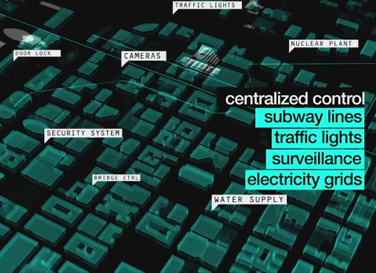 TRAFFIC LIGHTS
NUCLEAR PLANT
DOOR LOCK
CAMERAS
centralized control
subway lines
traffic lights
surveillance
electricity grids
SECURITY SYSTEM
BRIDGE CTRL
WATER SUPPLY